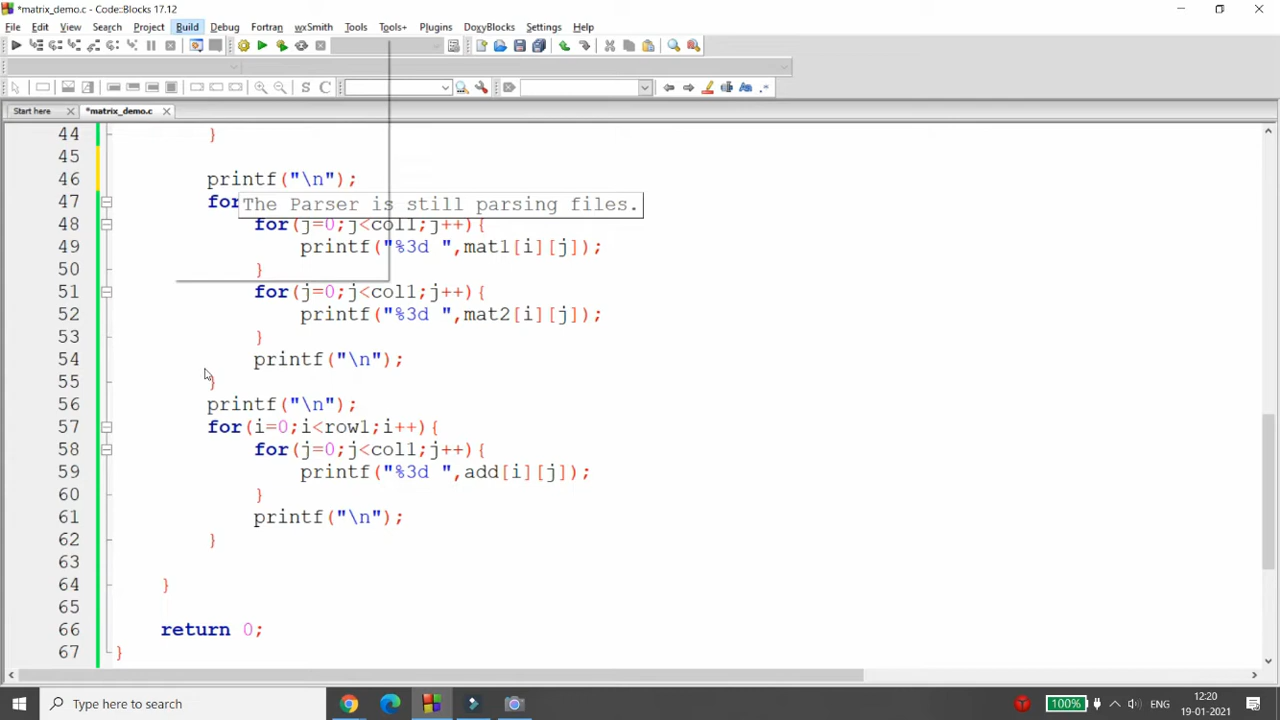 *matrix_demo.c - Code::Blocks 17.12
File Edit View Search Project Build Debug Fortran wxSmith Tools Tools+ Plugins DoxyBlocks Settings Help
Start here *matrix_demo.c
44 }
45
46 printf("\n");
47 for
The Parser is still parsing files.
48 for(j=0;j<col1;j++){
49 printf("%3d ",mat1[i][j]);
50 }
51 for(j=0;j<col1;j++){
52 printf("%3d ",mat2[i][j]);
53 }
54 printf("\n");
55 }
56 printf("\n");
57 for(i=0;i<row1;i++){
58 for(j=0;j<col1;j++){
59 printf("%3d ",add[i][j]);
60 }
61 printf("\n");
62 }
63
64 }
65
66 return 0;
67 }
Type here to search
100%
ENG
12:20
19-01-2021